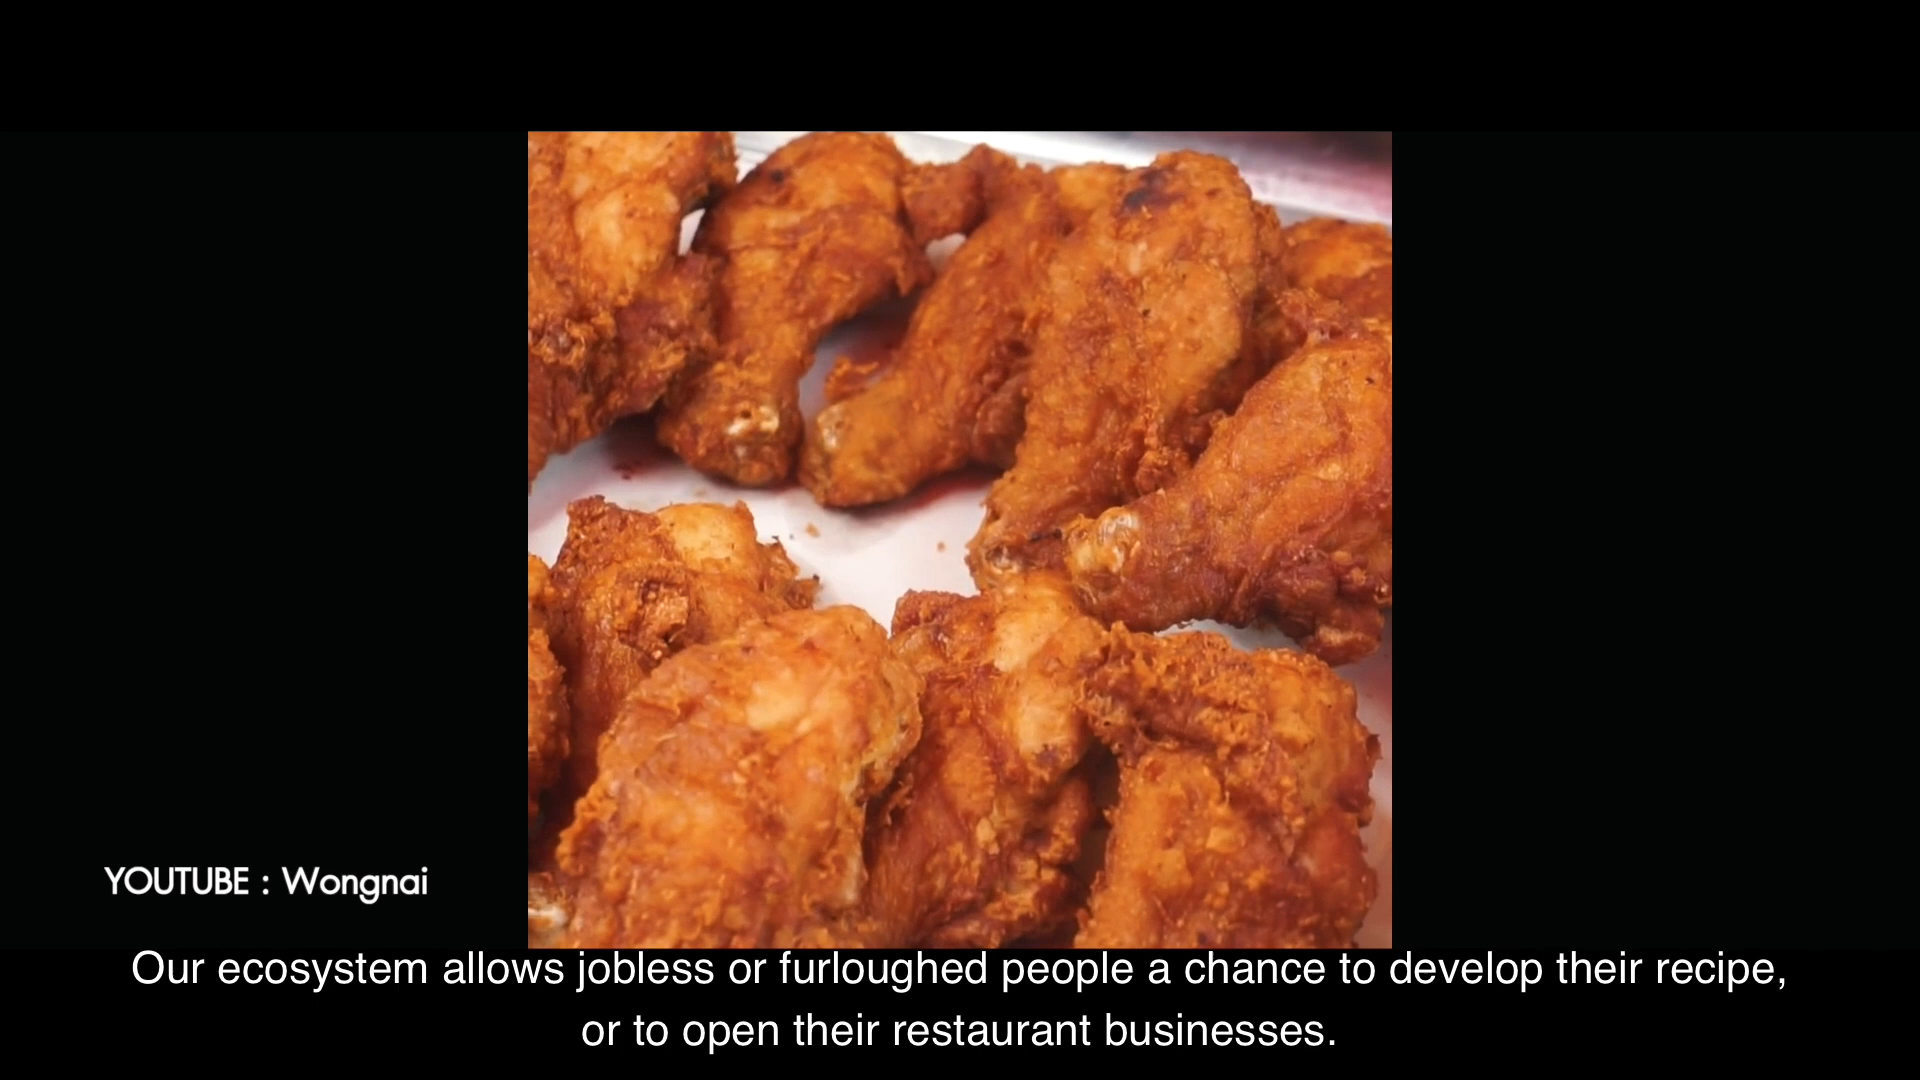 YOUTUBE : Wongnai
Our ecosystem allows jobless or furloughed people a chance to develop their recipe,
or to open their restaurant businesses.